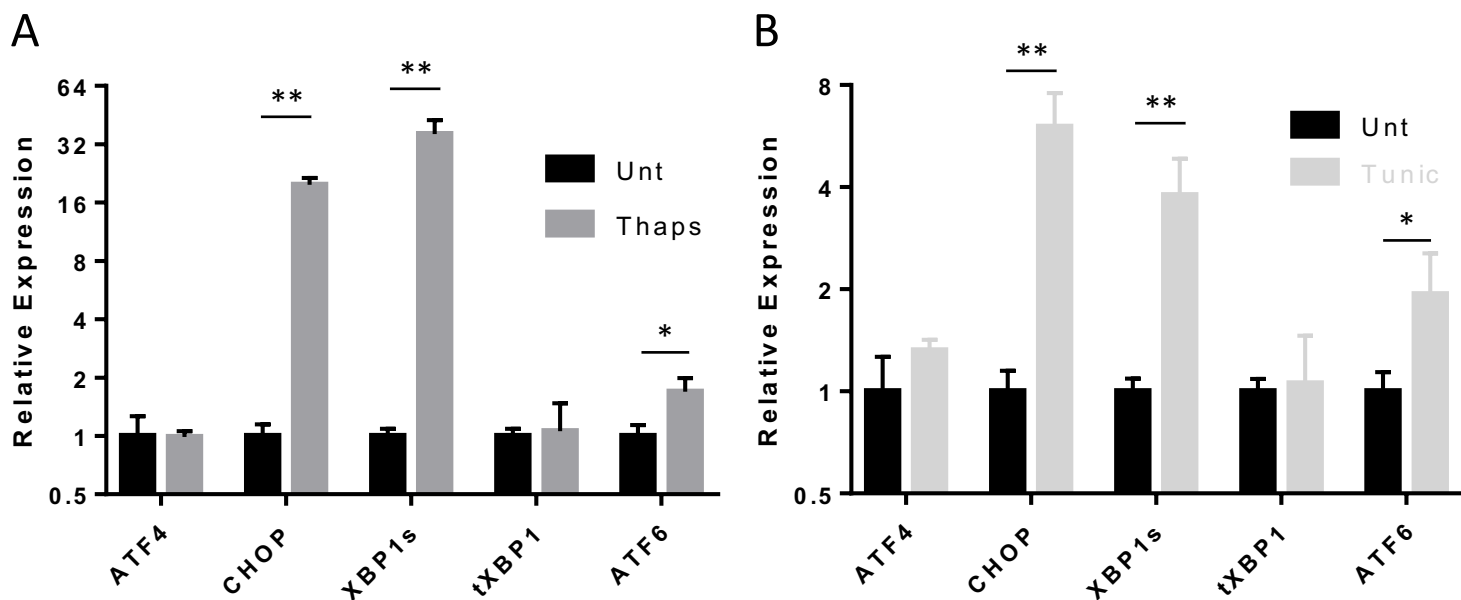 A
Relative Expression
64
32
16
8
4
2
1
0.5
**
**
*
Unt
Thaps
ATF4
CHOP
XBP1s
tXBP1
ATF6
B
Relative Expression
8
4
2
1
0.5
**
**
*
Unt
Tunic
ATF4
CHOP
XBP1s
tXBP1
ATF6